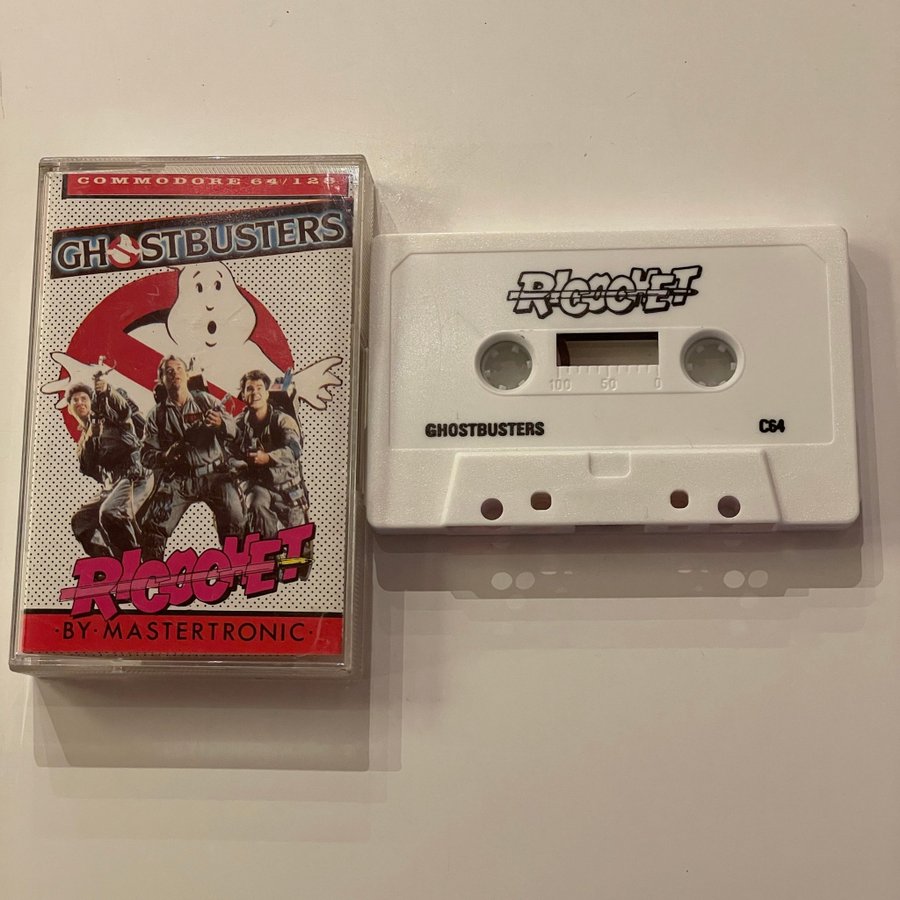 COMMODORE 64/128
GHOSTBUSTERS
RICOCHET
·BY·MASTERTRONIC·
RICOCHET
100 50 0
GHOSTBUSTERS C64